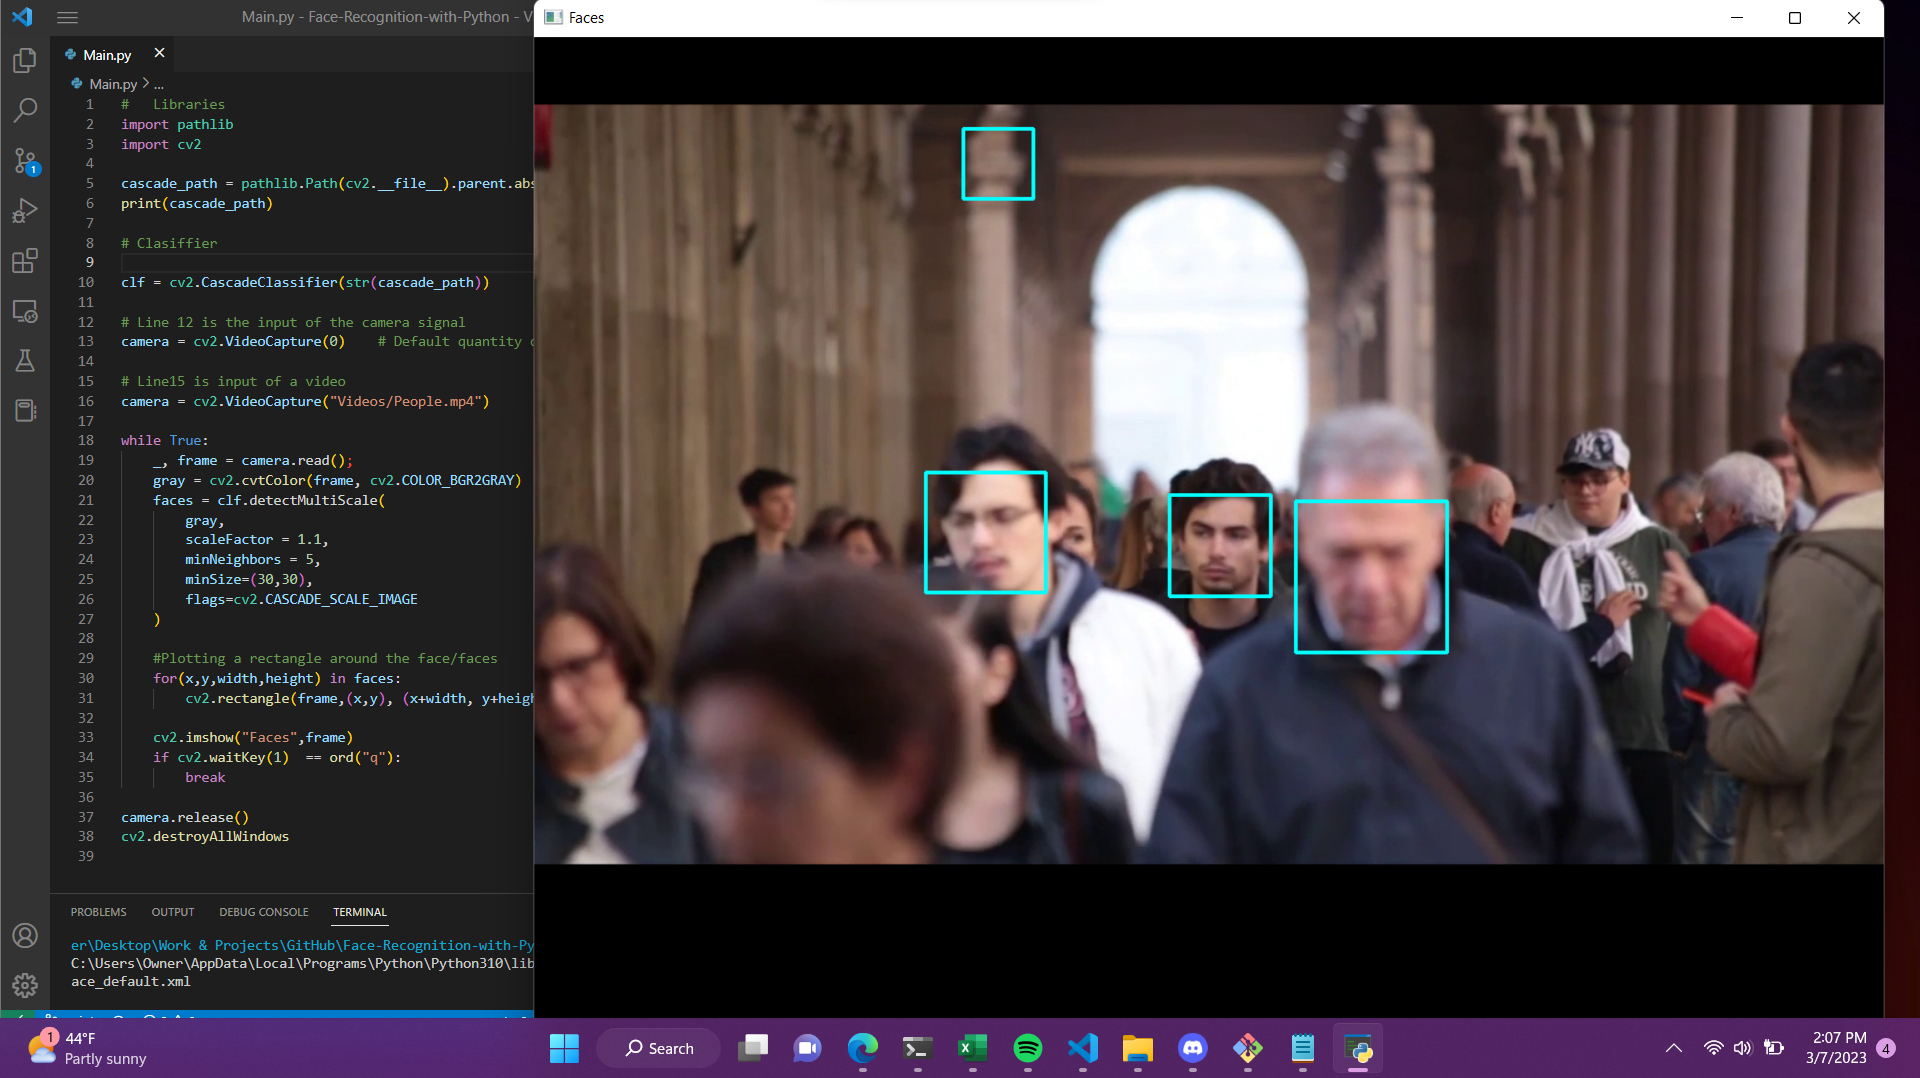 Main.py - Face-Recognition-with-Python - V
Main.py
Main.py > ...
1 #   Libraries
2 import pathlib
3 import cv2
4
5 cascade_path = pathlib.Path(cv2.__file__).parent.abs
6 print(cascade_path)
7
8 # Clasiffier
9
10 clf = cv2.CascadeClassifier(str(cascade_path))
11
12 # Line 12 is the input of the camera signal
13 camera = cv2.VideoCapture(0)    # Default quantity
14
15 # Line15 is input of a video
16 camera = cv2.VideoCapture("Videos/People.mp4")
17
18 while True:
19     _, frame = camera.read();
20     gray = cv2.cvtColor(frame, cv2.COLOR_BGR2GRAY)
21     faces = clf.detectMultiScale(
22         gray,
23         scaleFactor = 1.1,
24         minNeighbors = 5,
25         minSize=(30,30),
26         flags=cv2.CASCADE_SCALE_IMAGE
27     )
28
29     #Plotting a rectangle around the face/faces
30     for(x,y,width,height) in faces:
31         cv2.rectangle(frame,(x,y), (x+width, y+heigh
32
33     cv2.imshow("Faces",frame)
34     if cv2.waitKey(1)  == ord("q"):
35         break
36
37 camera.release()
38 cv2.destroyAllWindows
39
PROBLEMS OUTPUT DEBUG CONSOLE TERMINAL
er\Desktop\Work & Projects\GitHub\Face-Recognition-with-Py
C:\Users\Owner\AppData\Local\Programs\Python\Python310\lib
ace_default.xml
1
Faces
1
44°F
Partly sunny
Search
2:07 PM
3/7/2023
4